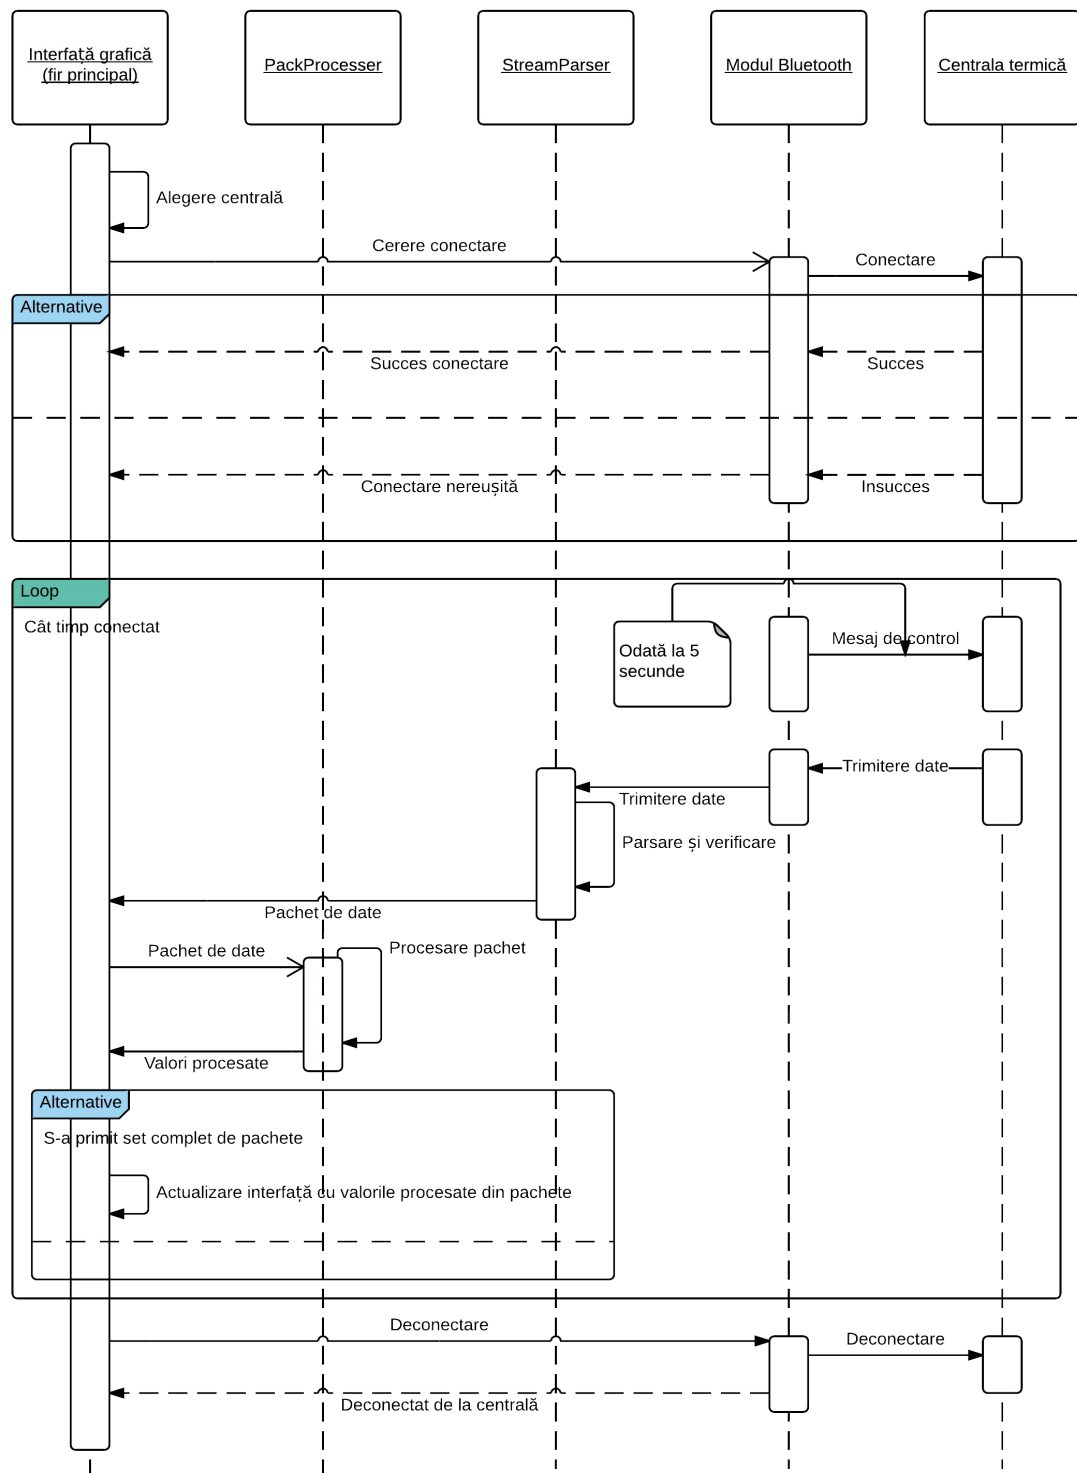 Interfață grafică
(fir principal)
PackProcesser
StreamParser
Modul Bluetooth
Centrala termică
Alegere centrală
Cerere conectare
Conectare
Alternative
Succes conectare
Succes
Conectare nereușită
Insucces
Loop
Cât timp conectat
Odată la 5
secunde
Mesaj de control
Trimitere date
Trimitere date
Parsare și verificare
Pachet de date
Pachet de date
Procesare pachet
Valori procesate
Alternative
S-a primit set complet de pachete
Actualizare interfață cu valorile procesate din pachete
Deconectare
Deconectare
Deconectat de la centrală